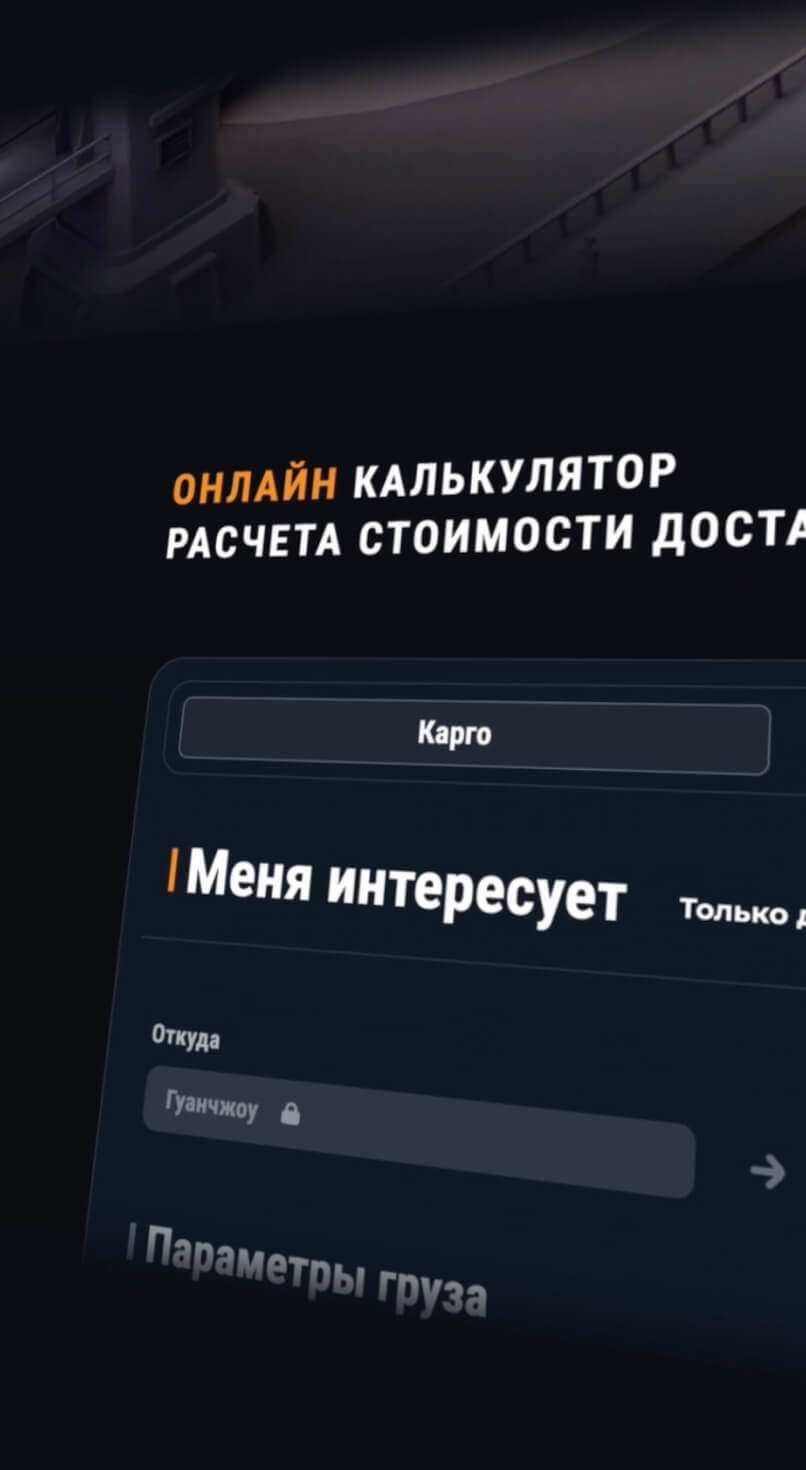 ОНЛАЙН КАЛЬКУЛЯТОР
РАСЧЕТА СТОИМОСТИ
Карго
Меня интересует
Только
Откуда
Гуанчжоу
Параметры груза